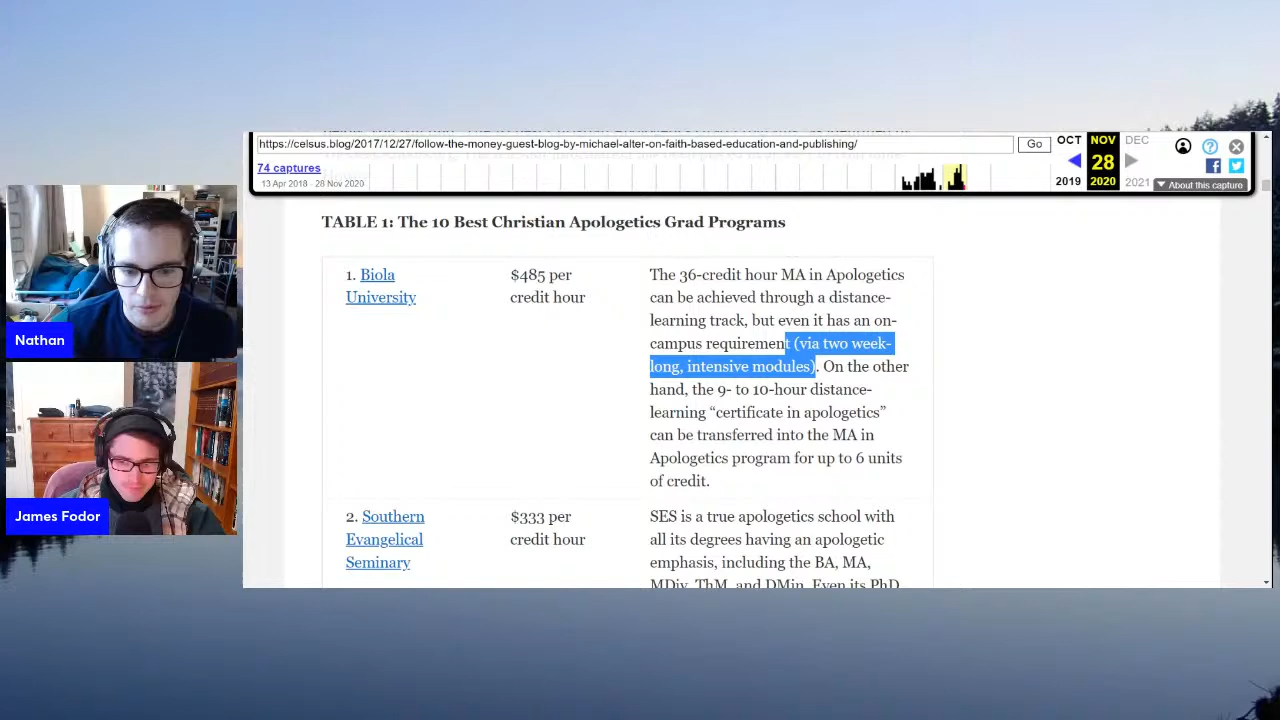 https://celsus.blog/2017/12/27/follow-the-money-guest-blog-by-michael-alter-on-faith-based-education-and-publishing/
Go
OCT
NOV
DEC
74 captures
28
13 Apr 2018 - 28 Nov 2020
2019
2020
2021
About this capture
TABLE 1: The 10 Best Christian Apologetics Grad Programs
1. Biola
University
$485 per
credit hour
The 36-credit hour MA in Apologetics
can be achieved through a distance-
learning track, but even it has an on-
campus requirement (via two week-
long, intensive modules). On the other
hand, the 9- to 10-hour distance-
learning “certificate in apologetics”
can be transferred into the MA in
Apologetics program for up to 6 units
of credit.
2. Southern
Evangelical
Seminary
$333 per
credit hour
SES is a true apologetics school with
all its degrees having an apologetic
emphasis, including the BA, MA,
MDiv, ThM, and DMin. Even its PhD
Nathan
James Fodor